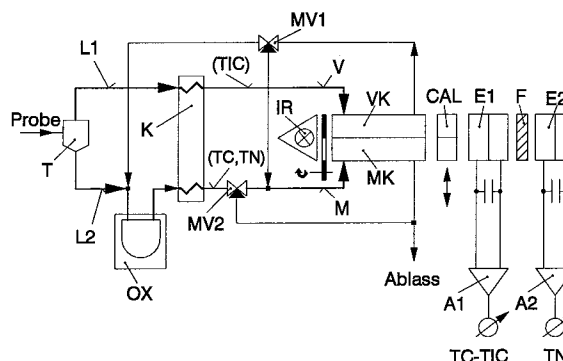 MV1
L1
(TIC)
V
Probe
T
K
IR
VK
MK
CAL
E1
F
E2
(TC,TN)
L2
MV2
M
OX
Ablass
A1
A2
TC-TIC
TN